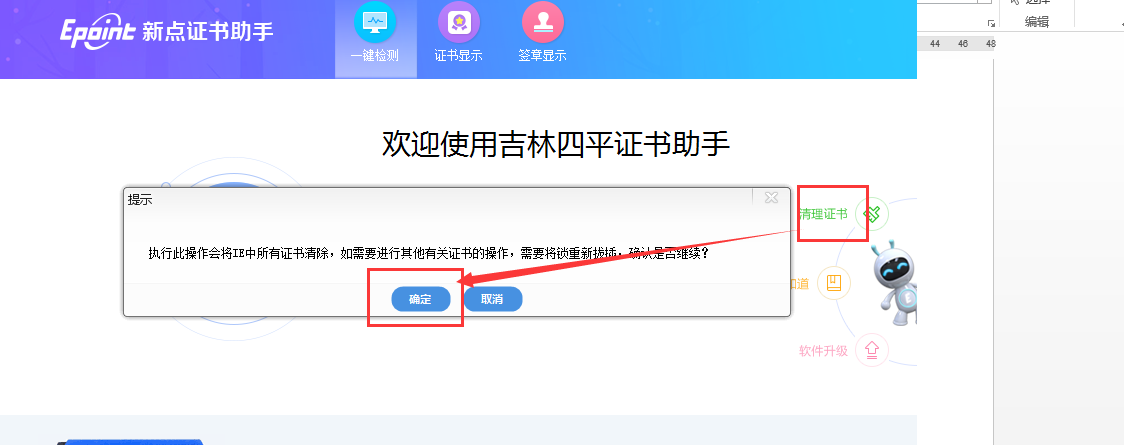 Epoint 新点证书助手
一键检测
证书显示
签章显示
编辑
44 46 48
欢迎使用吉林四平证书助手
提示
清理证书
执行此操作会将IE中所有证书清除，如需要进行其他有关证书的操作，需要将锁重新拔插，确认是否继续？
道
确定
取消
软件升级